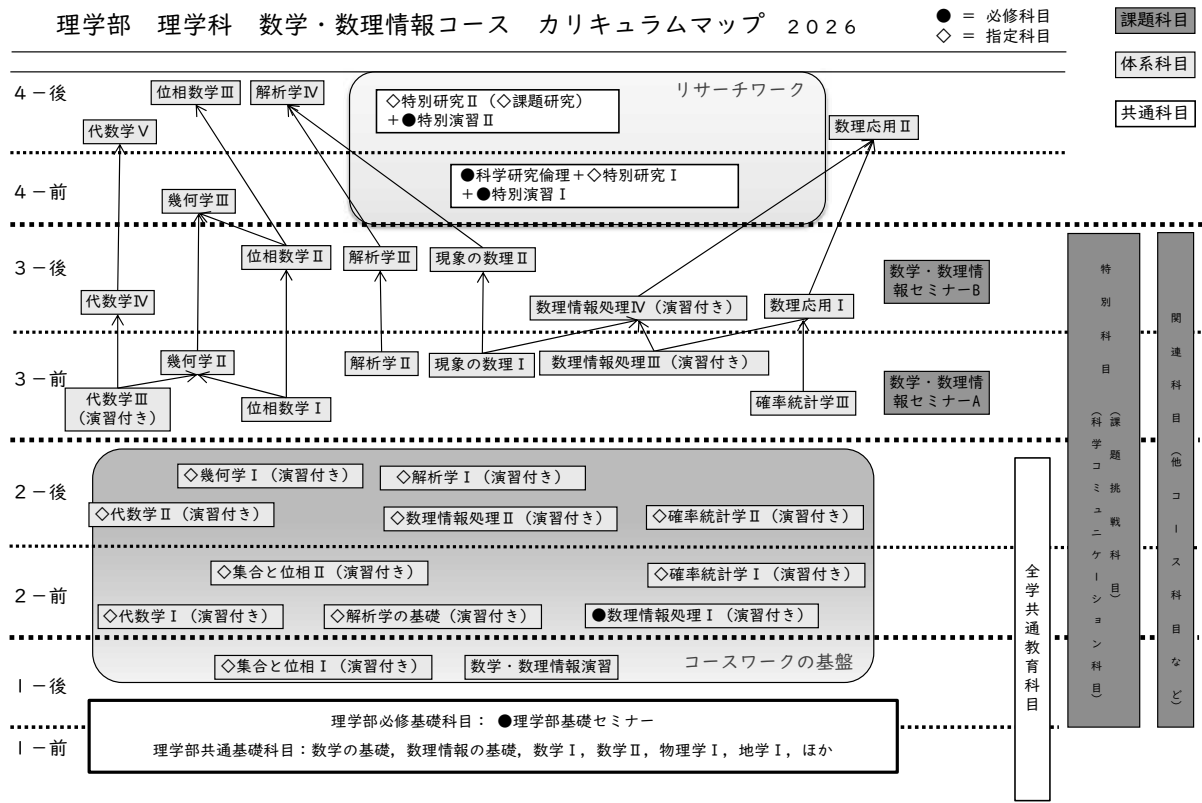 理学部　理学科　数学・数理情報コース　カリキュラムマップ　２０２６
● ＝ 必修科目
◇ ＝ 指定科目
課題科目
体系科目
共通科目
４－後
位相数学Ⅲ
解析学Ⅳ
リサーチワーク
◇特別研究Ⅱ（◇課題研究）
＋●特別演習Ⅱ
代数学Ⅴ
数理応用Ⅱ
４－前
●科学研究倫理＋◇特別研究Ⅰ
＋●特別演習Ⅰ
幾何学Ⅲ
３－後
位相数学Ⅱ
解析学Ⅲ
現象の数理Ⅱ
数学・数理情
報セミナーB
代数学Ⅳ
数理情報処理Ⅳ（演習付き）
数理応用Ⅰ
３－前
幾何学Ⅱ
解析学Ⅱ
現象の数理Ⅰ
数理情報処理Ⅲ（演習付き）
数学・数理情
報セミナーA
代数学Ⅲ
（演習付き）
位相数学Ⅰ
確率統計学Ⅲ
特別科目
（課題挑戦科目）
（科学コミュニケーション科目）
関連科目（他コース科目など）
２－後
◇幾何学Ⅰ（演習付き）
◇解析学Ⅰ（演習付き）
◇代数学Ⅱ（演習付き）
◇数理情報処理Ⅱ（演習付き）
◇確率統計学Ⅱ（演習付き）
２－前
◇集合と位相Ⅱ（演習付き）
◇確率統計学Ⅰ（演習付き）
◇代数学Ⅰ（演習付き）
◇解析学の基礎（演習付き）
●数理情報処理Ⅰ（演習付き）
全学共通教育科目
１－後
◇集合と位相Ⅰ（演習付き）
数学・数理情報演習
コースワークの基盤
理学部必修基礎科目： ●理学部基礎セミナー
１－前
理学部共通基礎科目：数学の基礎，数理情報の基礎，数学Ⅰ，数学Ⅱ，物理学Ⅰ，地学Ⅰ，ほか